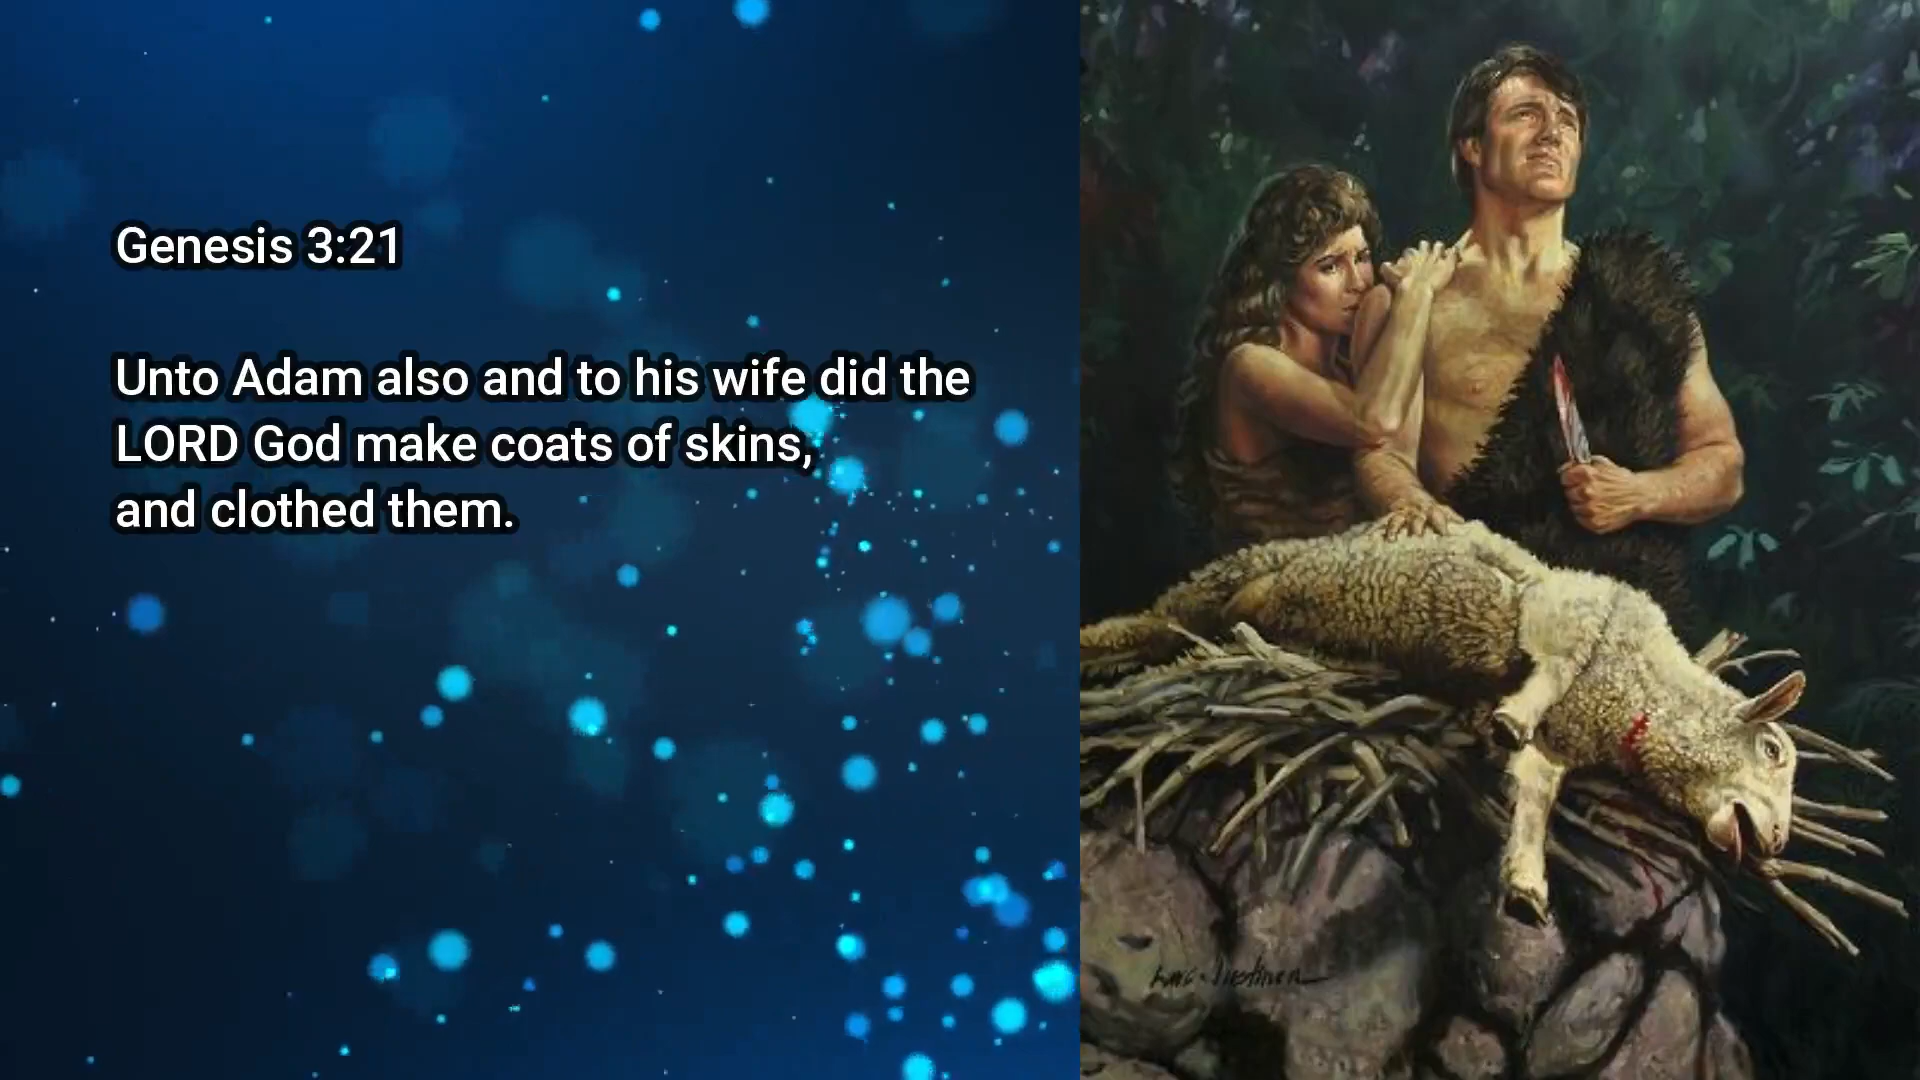 Genesis 3:21
Unto Adam also and to his wife did the
LORD God make coats of skins,
and clothed them.